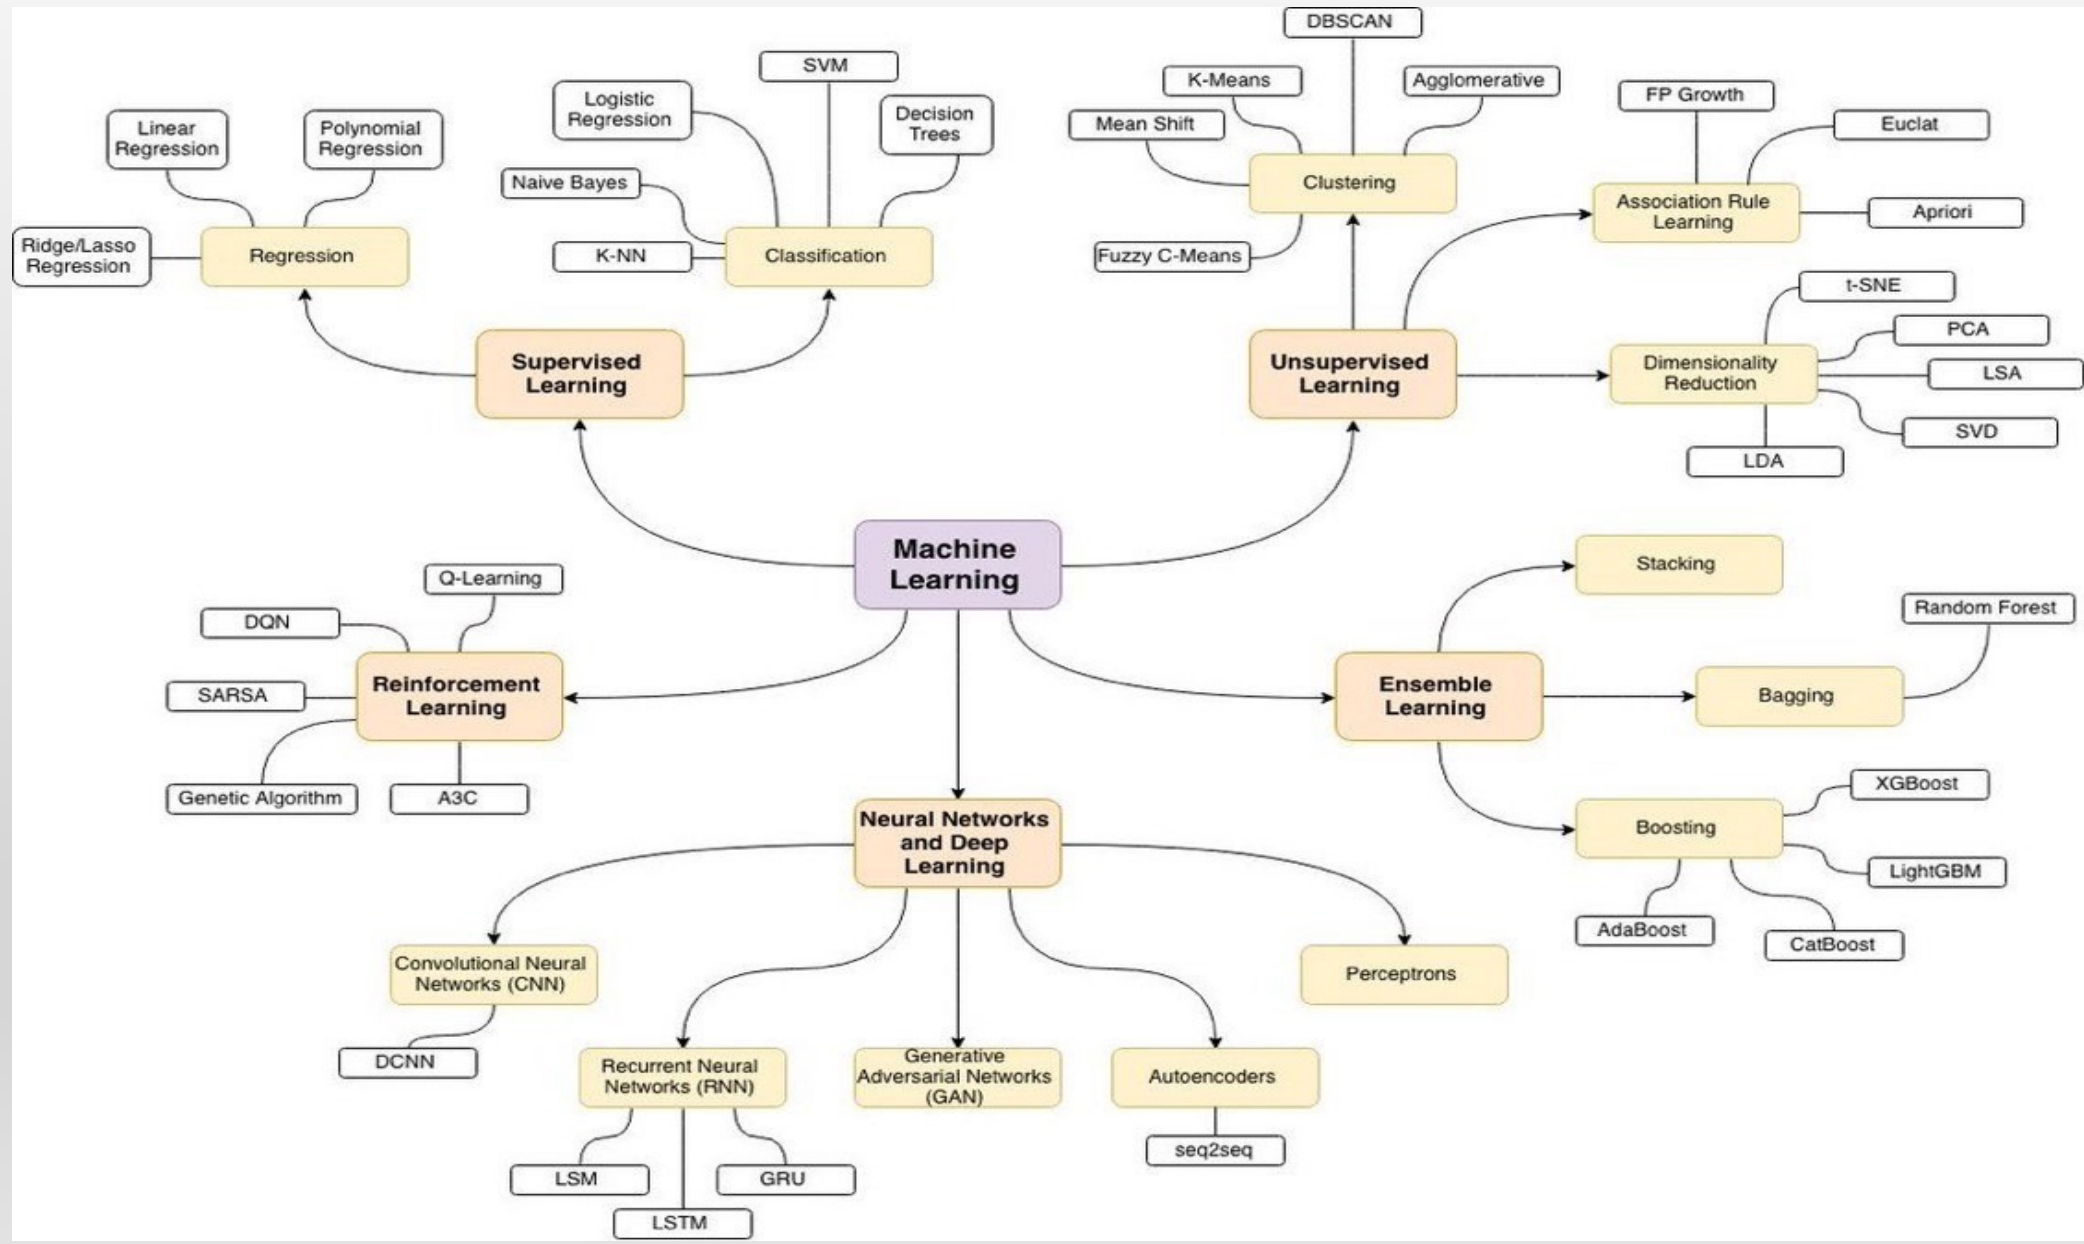 DBSCAN
SVM
K-Means
Agglomerative
FP Growth
Logistic
Regression
Decision
Trees
Linear
Regression
Polynomial
Regression
Mean Shift
Euclat
Naive Bayes
Clustering
Association Rule
Learning
Apriori
Ridge/Lasso
Regression
Regression
K-NN
Classification
Fuzzy C-Means
t-SNE
PCA
Supervised
Learning
Unsupervised
Learning
Dimensionality
Reduction
LSA
SVD
LDA
Machine
Learning
Stacking
Q-Learning
DQN
Random Forest
SARSA
Reinforcement
Learning
Ensemble
Learning
Bagging
Genetic Algorithm
A3C
XGBoost
Neural Networks
and Deep
Learning
Boosting
LightGBM
AdaBoost
CatBoost
Convolutional Neural
Networks (CNN)
Perceptrons
DCNN
Recurrent Neural
Networks (RNN)
Generative
Adversarial Networks
(GAN)
Autoencoders
seq2seq
LSM
GRU
LSTM